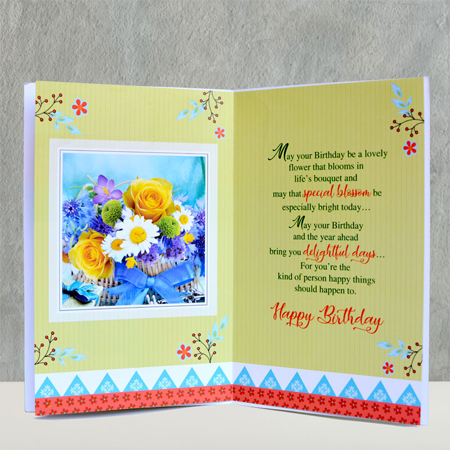 May your Birthday be a lovely
flower that blooms in
life's bouquet and
may that special blossom be
especially bright today...
May your Birthday
and the year ahead
bring you delightful days...
For you're the
kind of person happy things
should happen to.
Happy Birthday